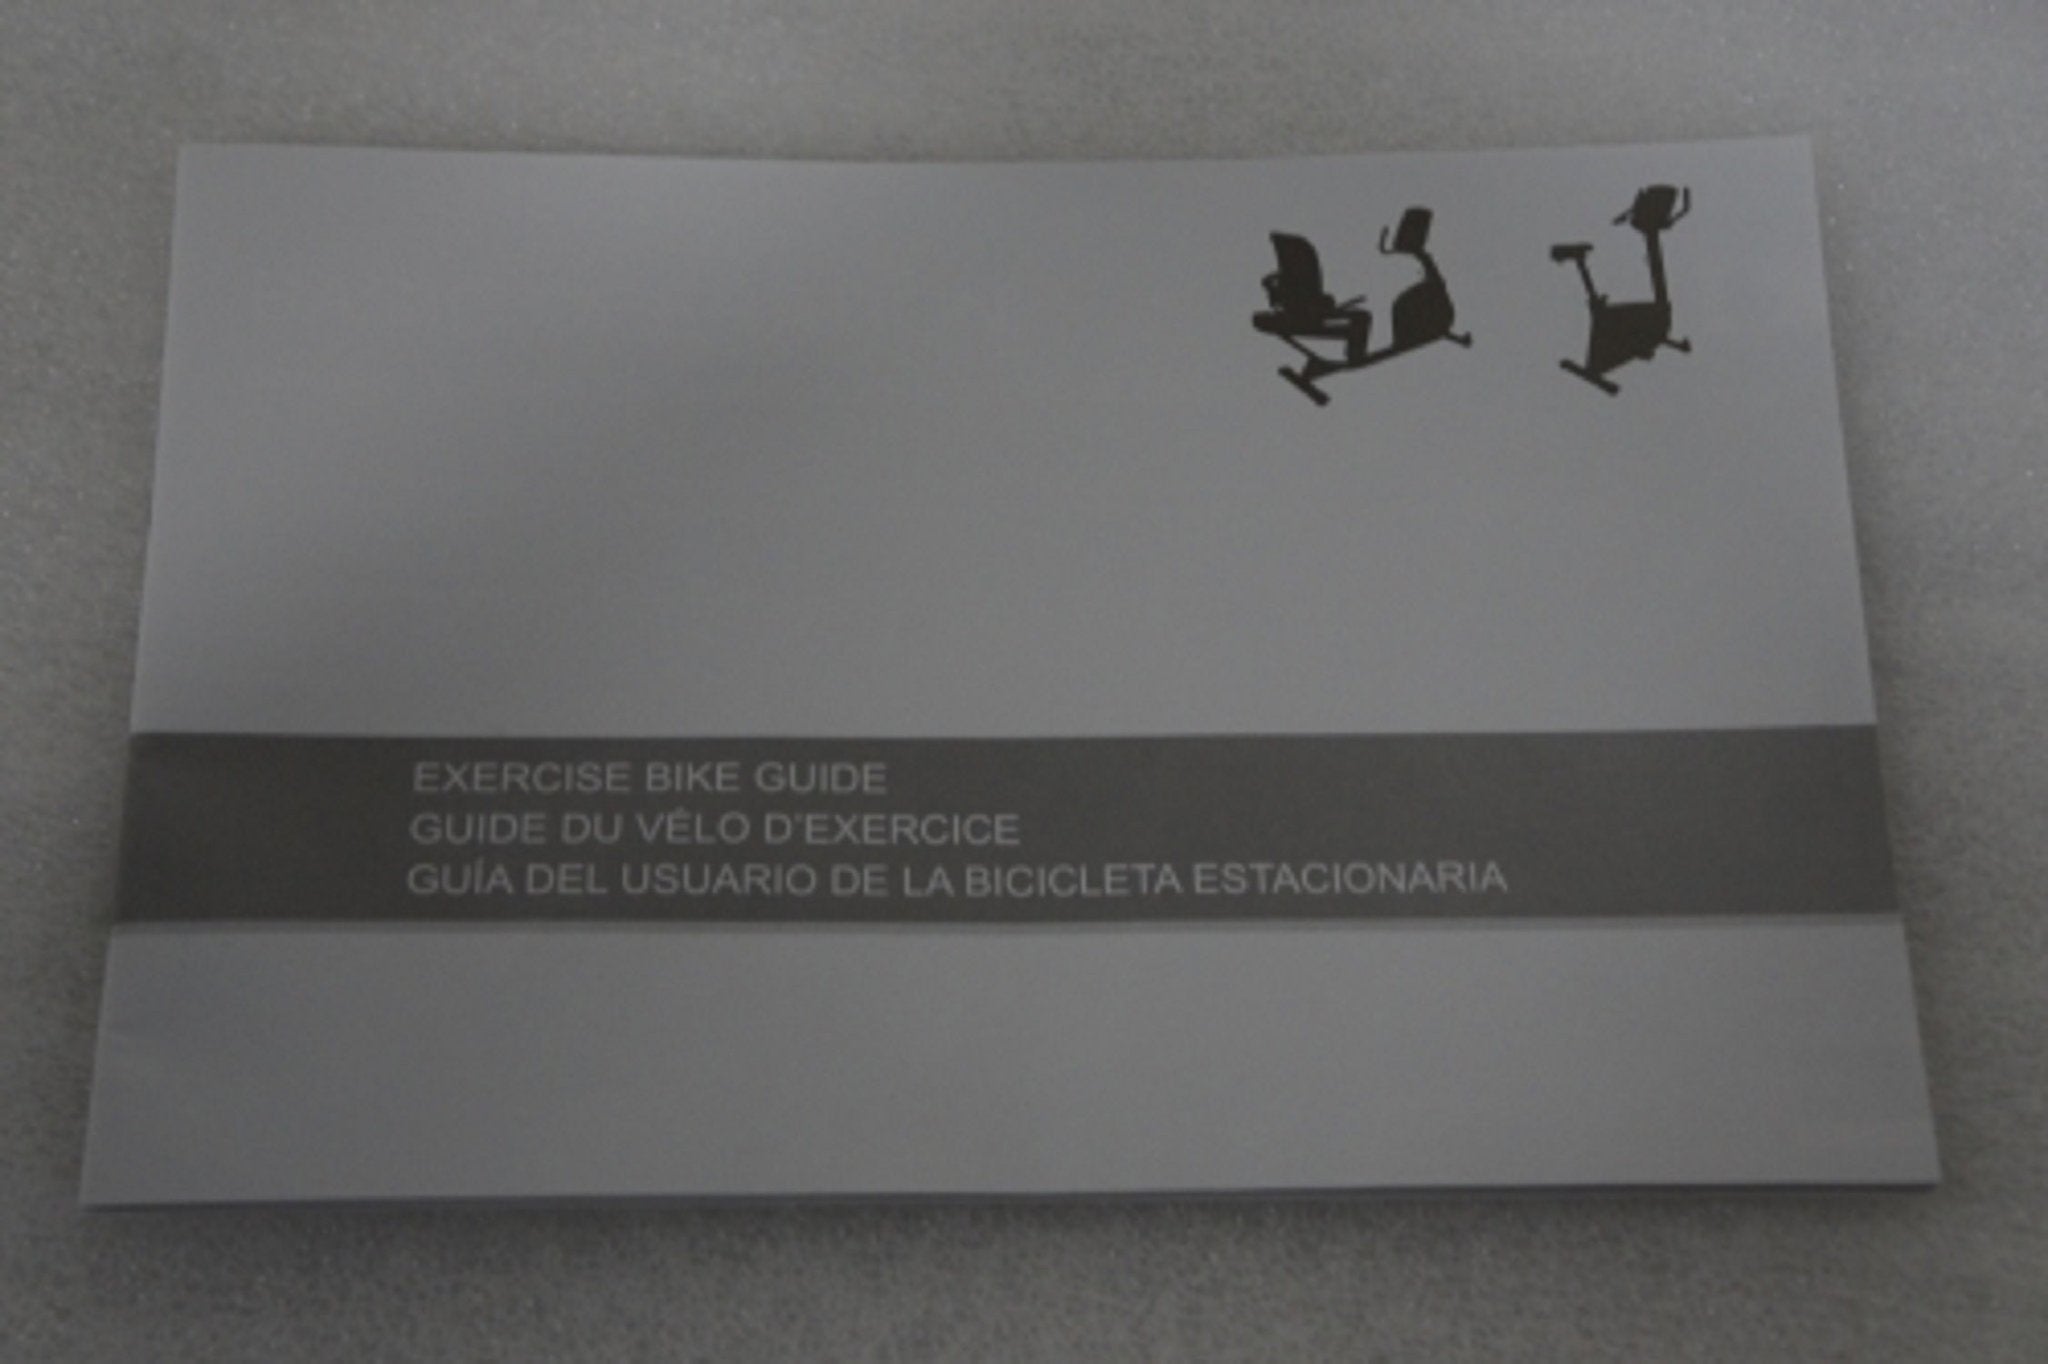 EXERCISE BIKE GUIDE
GUIDE DU VÉLO D'EXERCICE
GUÍA DEL USUARIO DE LA BICICLETA ESTACIONARIA